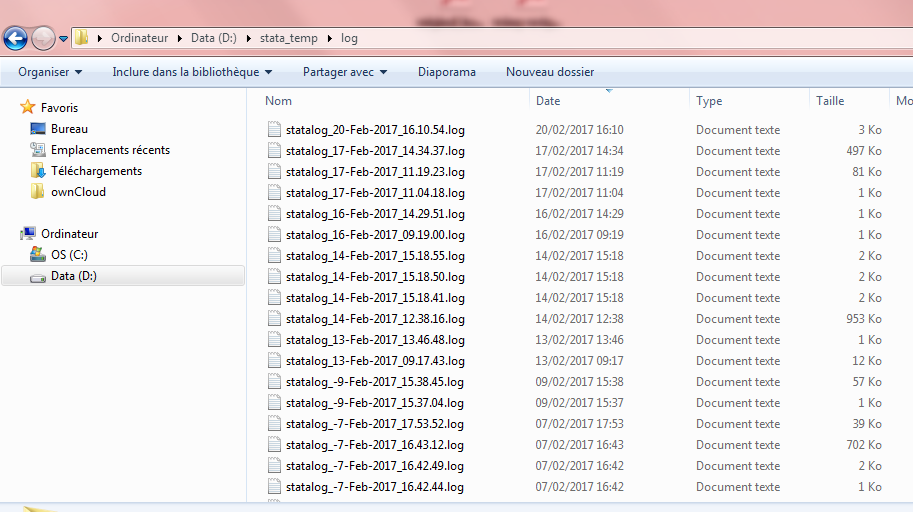 Ordinateur Data (D:) stata_temp log
Organiser Inclure dans la bibliothèque Partager avec Diaporama Nouveau dossier
Favoris
Bureau
Emplacements récents
Téléchargements
ownCloud
Ordinateur
OS (C:)
Data (D:)
Nom Date Type Taille Mo
statalog_20-Feb-2017_16.10.54.log 20/02/2017 16:10 Document texte 3 Ko
statalog_17-Feb-2017_14.34.37.log 17/02/2017 14:34 Document texte 497 Ko
statalog_17-Feb-2017_11.19.23.log 17/02/2017 11:19 Document texte 81 Ko
statalog_17-Feb-2017_11.04.18.log 17/02/2017 11:04 Document texte 1 Ko
statalog_16-Feb-2017_14.29.51.log 16/02/2017 14:29 Document texte 1 Ko
statalog_16-Feb-2017_09.19.00.log 16/02/2017 09:19 Document texte 1 Ko
statalog_14-Feb-2017_15.18.55.log 14/02/2017 15:18 Document texte 2 Ko
statalog_14-Feb-2017_15.18.50.log 14/02/2017 15:18 Document texte 2 Ko
statalog_14-Feb-2017_15.18.41.log 14/02/2017 15:18 Document texte 2 Ko
statalog_14-Feb-2017_12.38.16.log 14/02/2017 12:38 Document texte 953 Ko
statalog_13-Feb-2017_13.46.48.log 13/02/2017 13:46 Document texte 1 Ko
statalog_13-Feb-2017_09.17.43.log 13/02/2017 09:17 Document texte 12 Ko
statalog_-9-Feb-2017_15.38.45.log 09/02/2017 15:38 Document texte 57 Ko
statalog_-9-Feb-2017_15.37.04.log 09/02/2017 15:37 Document texte 1 Ko
statalog_-7-Feb-2017_17.53.52.log 07/02/2017 17:53 Document texte 39 Ko
statalog_-7-Feb-2017_16.43.12.log 07/02/2017 16:43 Document texte 702 Ko
statalog_-7-Feb-2017_16.42.49.log 07/02/2017 16:42 Document texte 2 Ko
statalog_-7-Feb-2017_16.42.44.log 07/02/2017 16:42 Document texte 1 Ko